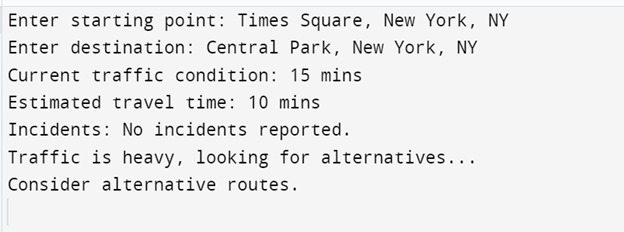 Enter starting point: Times Square, New York, NY
Enter destination: Central Park, New York, NY
Current traffic condition: 15 mins
Estimated travel time: 10 mins
Incidents: No incidents reported.
Traffic is heavy, looking for alternatives...
Consider alternative routes.